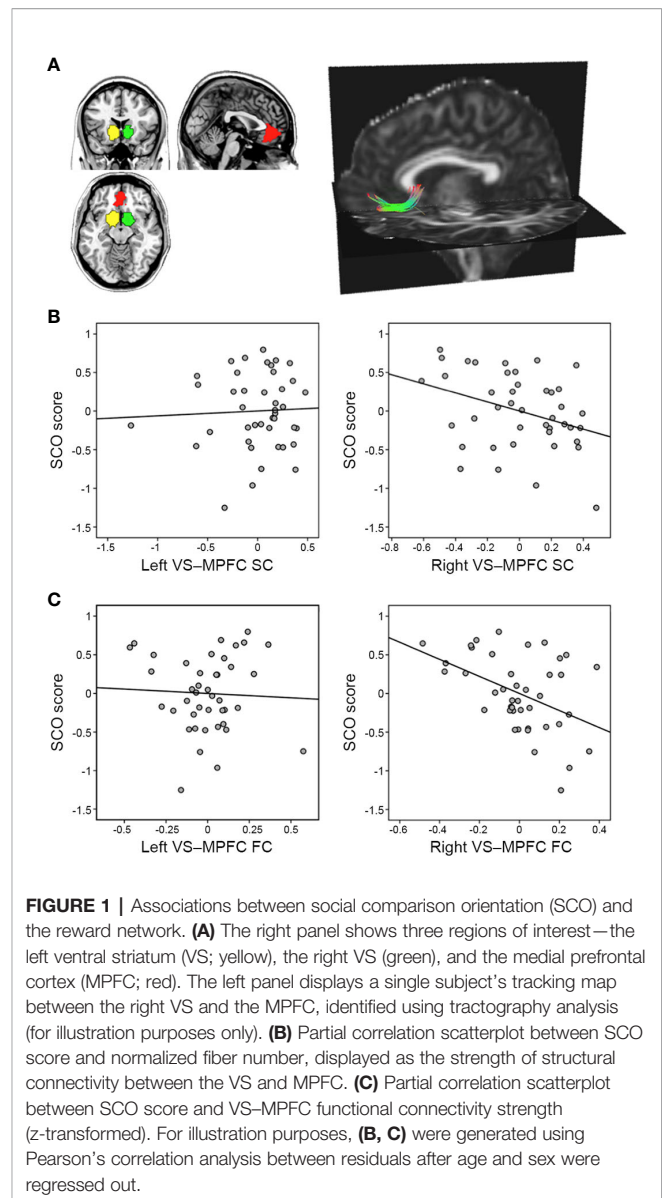 A
B
SCO score
1
0.5
0
-0.5
-1
-1.5
-1.5
-1
-0.5
0
0.5
Left VS–MPFC SC
SCO score
1
0.5
0
-0.5
-1
-1.5
-0.8
-0.6
-0.4
-0.2
0
0.2
0.4
Right VS–MPFC SC
C
SCO score
1
0.5
0
-0.5
-1
-1.5
-0.5
-0.25
0
0.25
0.5
Left VS–MPFC FC
SCO score
1
0.5
0
-0.5
-1
-1.5
-0.6
-0.4
-0.2
0
0.2
0.4
Right VS–MPFC FC
FIGURE 1 | Associations between social comparison orientation (SCO) and
the reward network. (A) The right panel shows three regions of interest—the
left ventral striatum (VS; yellow), the right VS (green), and the medial prefrontal
cortex (MPFC; red). The left panel displays a single subject's tracking map
between the right VS and the MPFC, identified using tractography analysis
(for illustration purposes only). (B) Partial correlation scatterplot between SCO
score and normalized fiber number, displayed as the strength of structural
connectivity between the VS and MPFC. (C) Partial correlation scatterplot
between SCO score and VS–MPFC functional connectivity strength
(z-transformed). For illustration purposes, (B, C) were generated using
Pearson's correlation analysis between residuals after age and sex were
regressed out.